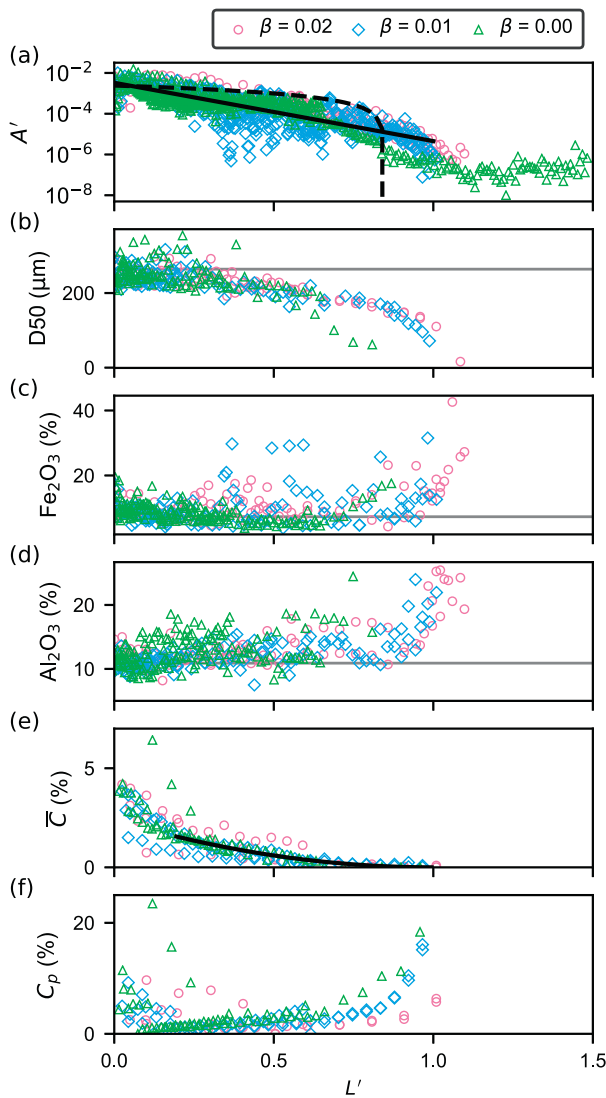 β = 0.02 β = 0.01 β = 0.00
(a)
10⁻²
10⁻⁴
10⁻⁶
10⁻⁸
A′
(b)
200
0
D50 (μm)
(c)
40
20
Fe₂O₃ (%)
(d)
20
10
Al₂O₃ (%)
(e)
5
0
C̅ (%)
(f)
20
0
Cₚ (%)
0.0 0.5 1.0 1.5
L′